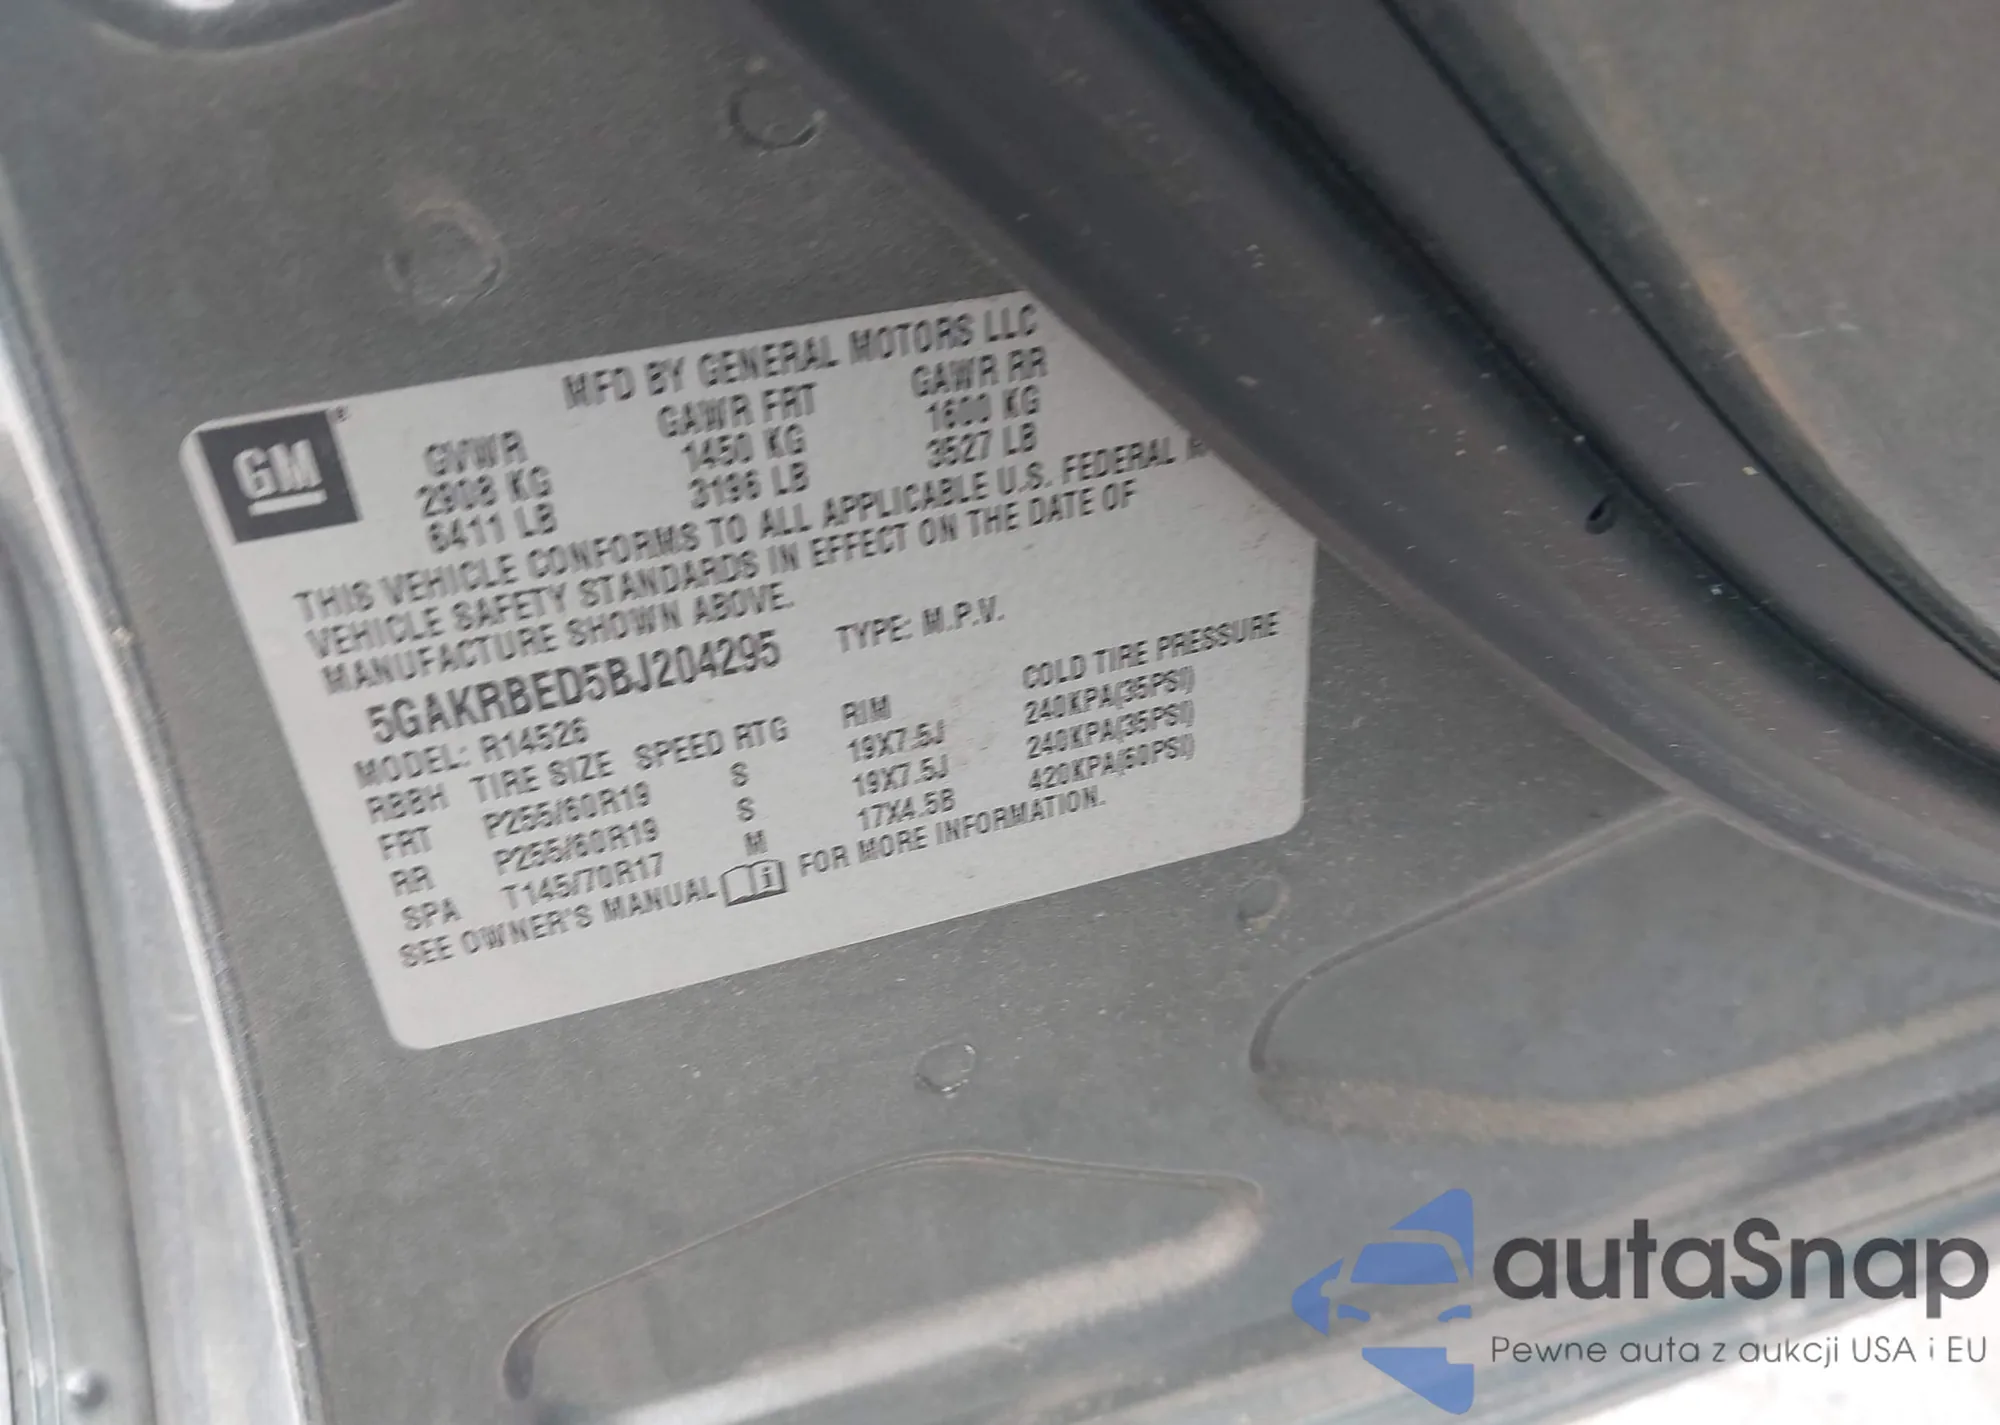 MFD BY GENERAL MOTORS LLC
GM®
GVWR GAWR FRT GAWR RR
2908 KG 1450 KG 1600 KG
6411 LB 3196 LB 3527 LB
THIS VEHICLE CONFORMS TO ALL APPLICABLE U.S. FEDERAL
VEHICLE SAFETY STANDARDS IN EFFECT ON THE DATE OF
MANUFACTURE SHOWN ABOVE.
5GAKRBED5BJ204295 TYPE: M.P.V.
MODEL: R14526
RBBH TIRE SIZE SPEED RTG RIM COLD TIRE PRESSURE
FRT P255/60R19 S 19X7.5J 240KPA(35PSI)
RR P255/60R19 S 19X7.5J 240KPA(35PSI)
SPA T145/70R17 M 17X4.5B 420KPA(60PSI)
SEE OWNER'S MANUAL FOR MORE INFORMATION.
autaSnap
Pewne auta z aukcji USA i EU